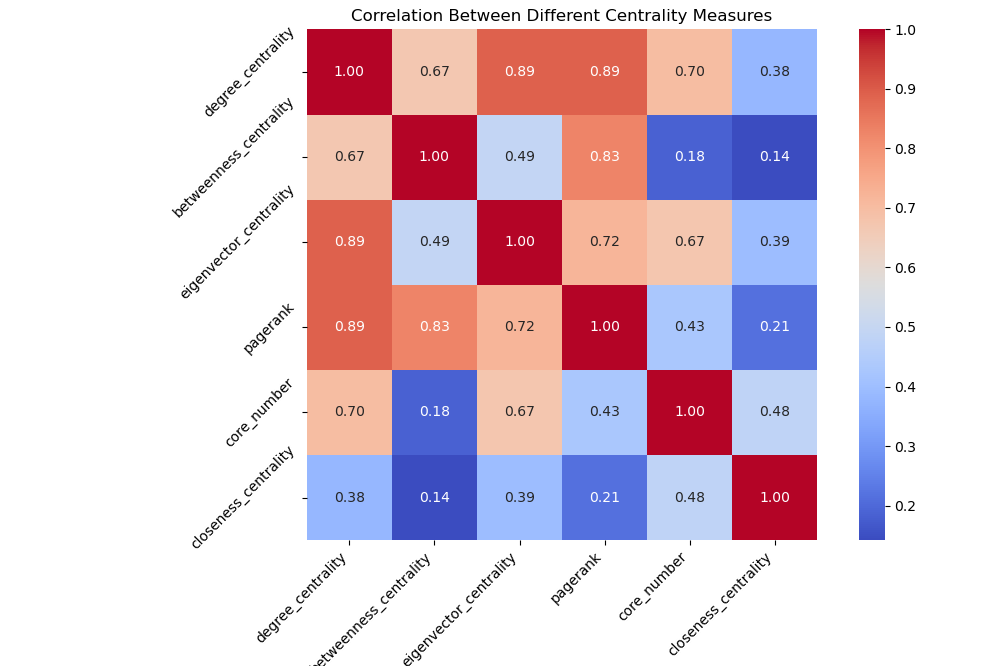 Correlation Between Different Centrality Measures
degree_centrality 1.00 0.67 0.89 0.89 0.70 0.38
betweenness_centrality 0.67 1.00 0.49 0.83 0.18 0.14
eigenvector_centrality 0.89 0.49 1.00 0.72 0.67 0.39
pagerank 0.89 0.83 0.72 1.00 0.43 0.21
core_number 0.70 0.18 0.67 0.43 1.00 0.48
closeness_centrality 0.38 0.14 0.39 0.21 0.48 1.00
degree_centrality
betweenness_centrality
eigenvector_centrality
pagerank
core_number
closeness_centrality
1.0
0.9
0.8
0.7
0.6
0.5
0.4
0.3
0.2